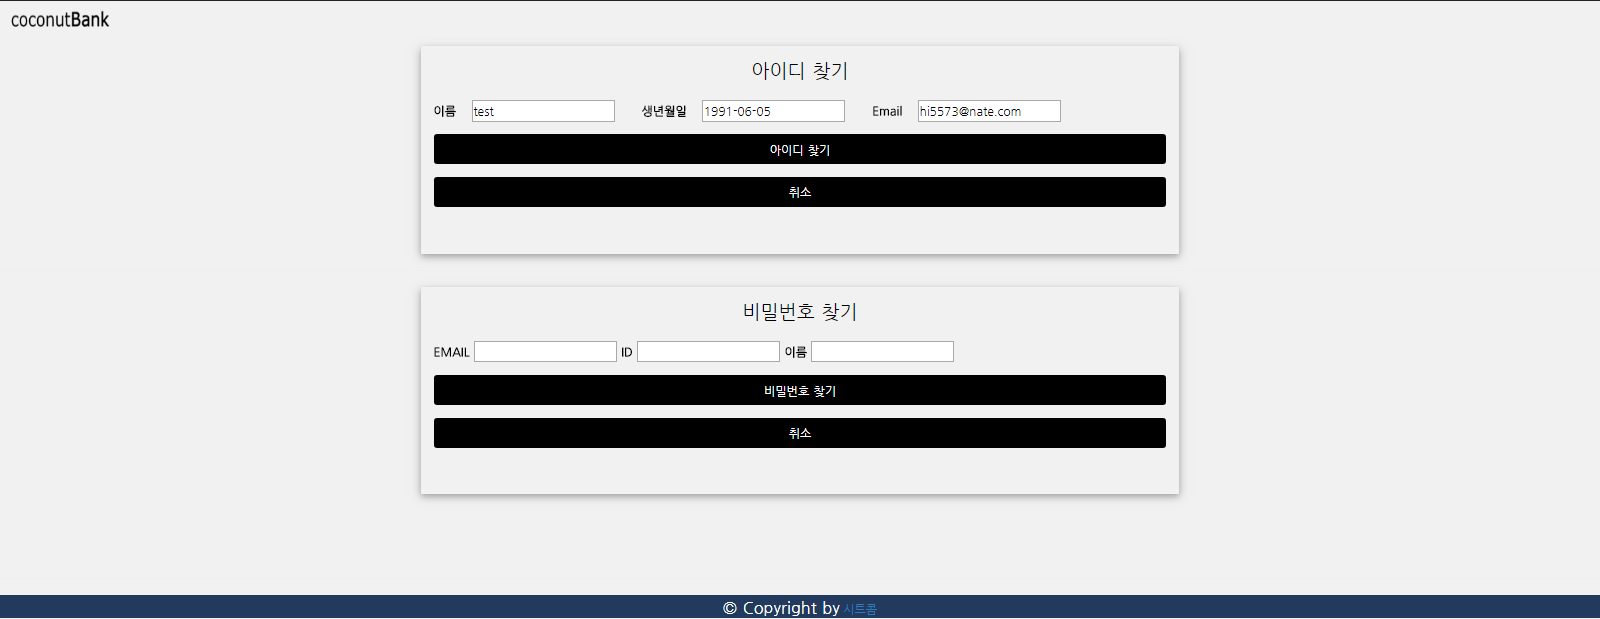 coconutBank
아이디 찾기
이름 test 생년월일 1991-06-05 Email hi5573@nate.com
아이디 찾기
취소
비밀번호 찾기
EMAIL ID 이름
비밀번호 찾기
취소
© Copyright by 시트콤